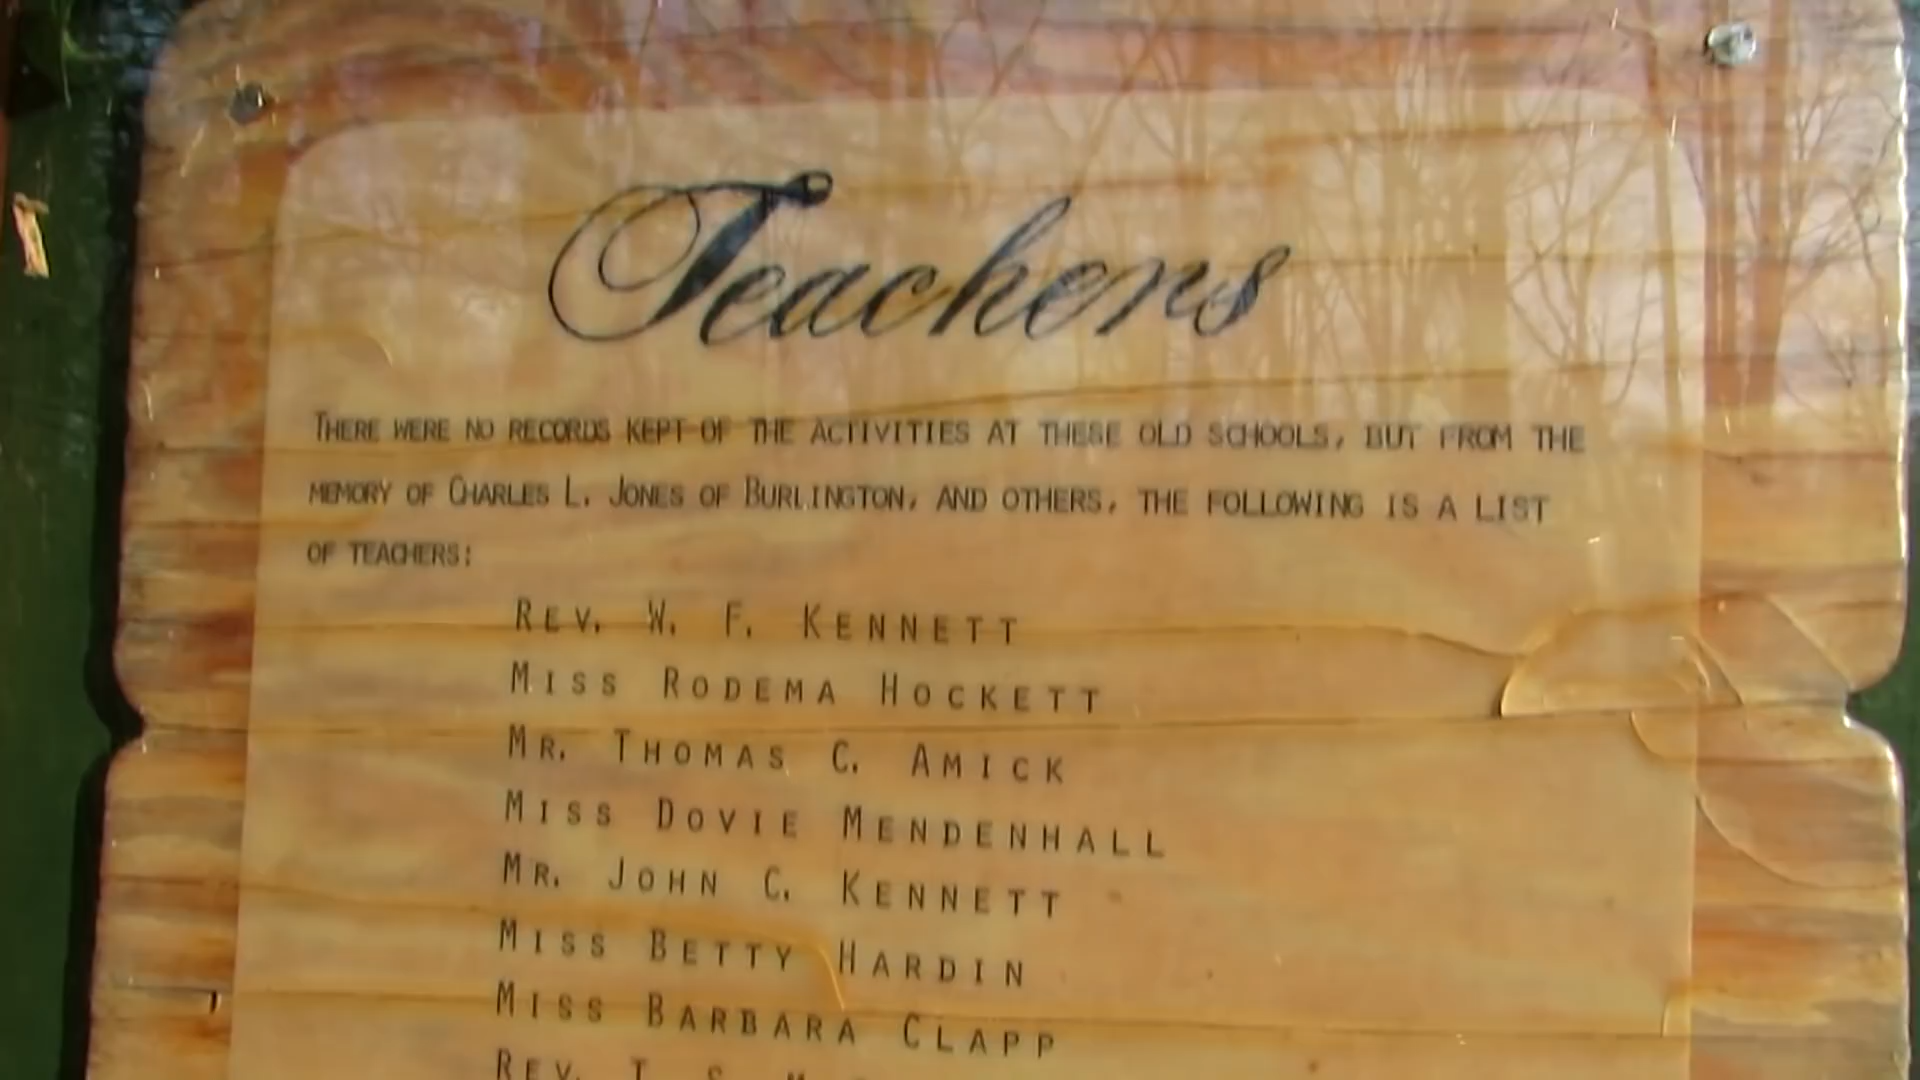 Teachers
THERE WERE NO RECORDS KEPT OF THE ACTIVITIES AT THESE OLD SCHOOLS, BUT FROM THE
MEMORY OF CHARLES L. JONES OF BURLINGTON, AND OTHERS, THE FOLLOWING IS A LIST
OF TEACHERS:
REV. W. F. KENNETT
MISS RODEMA HOCKETT
MR. THOMAS C. AMICK
MISS DOVIE MENDENHALL
MR. JOHN C. KENNETT
MISS BETTY HARDIN
MISS BARBARA CLAPP
REV.